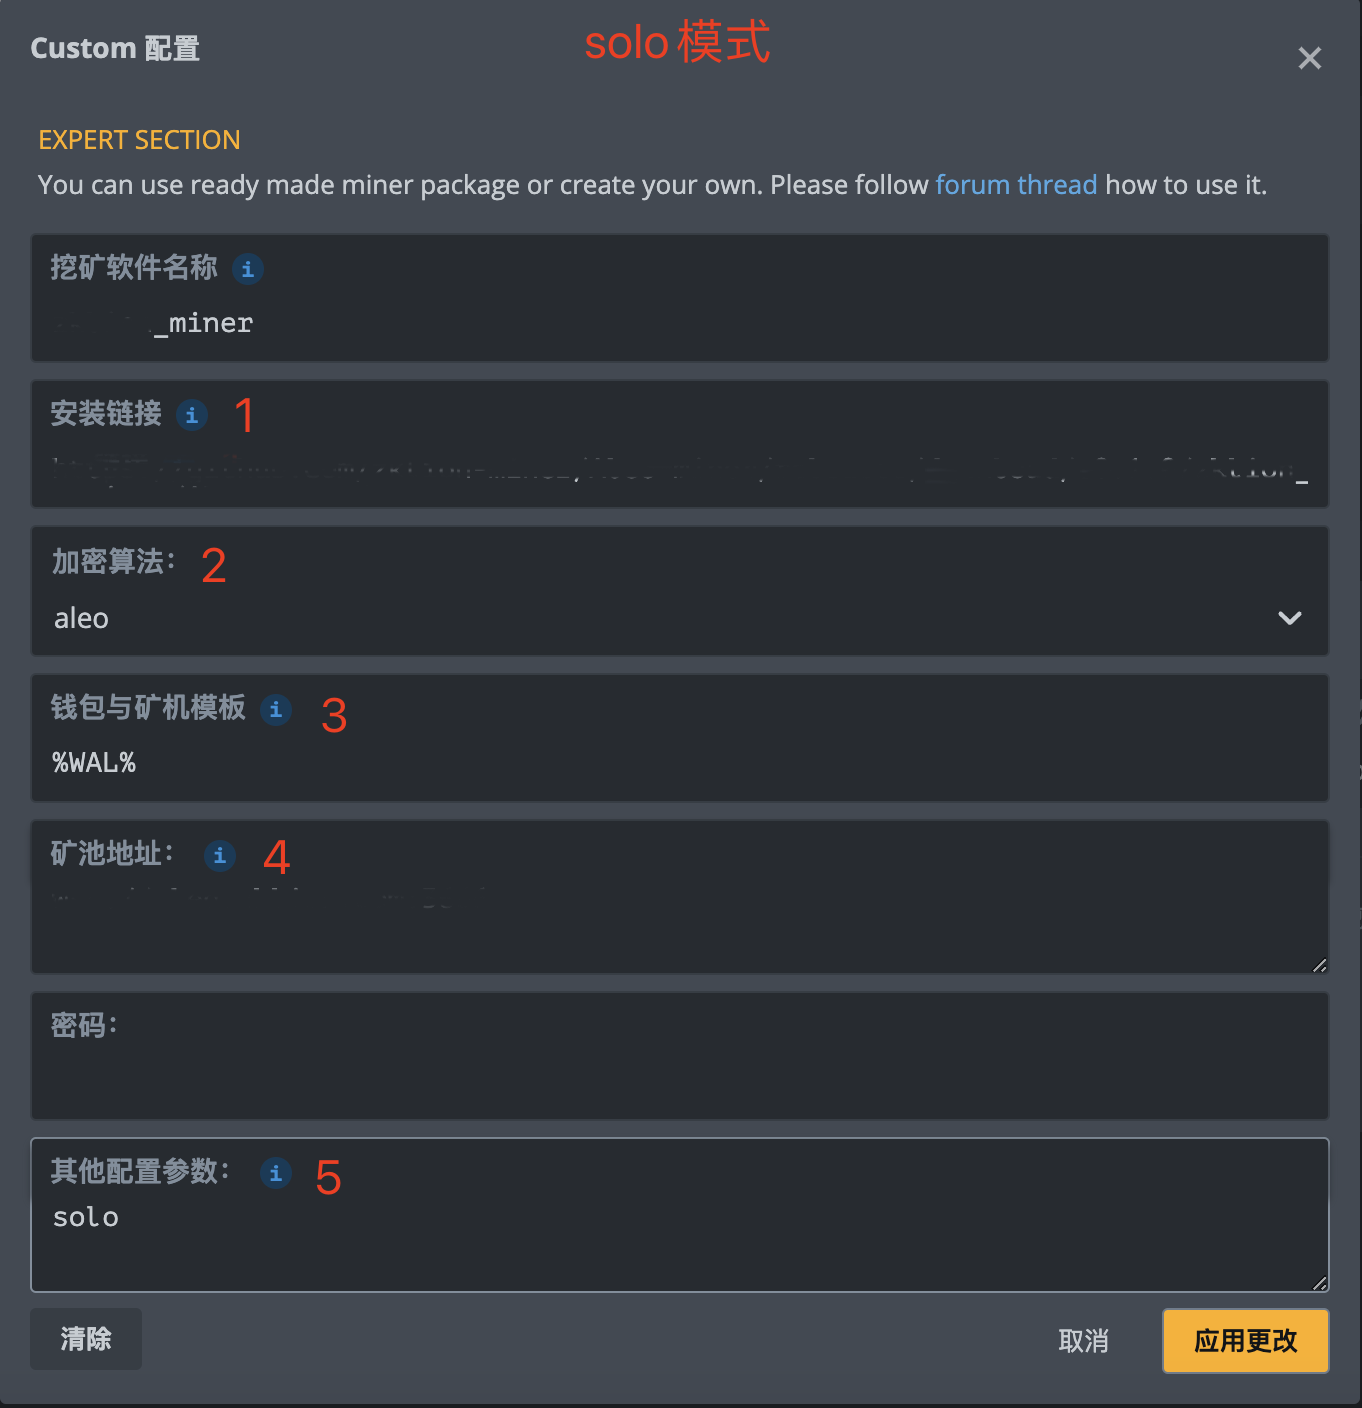 Custom 配置
solo模式
EXPERT SECTION
You can use ready made miner package or create your own. Please follow forum thread how to use it.
挖矿软件名称 i
_miner
安装链接 i 1
加密算法： 2
aleo
钱包与矿机模板 i 3
%WAL%
矿池地址： i 4
密码：
其他配置参数： i 5
solo
清除 取消 应用更改